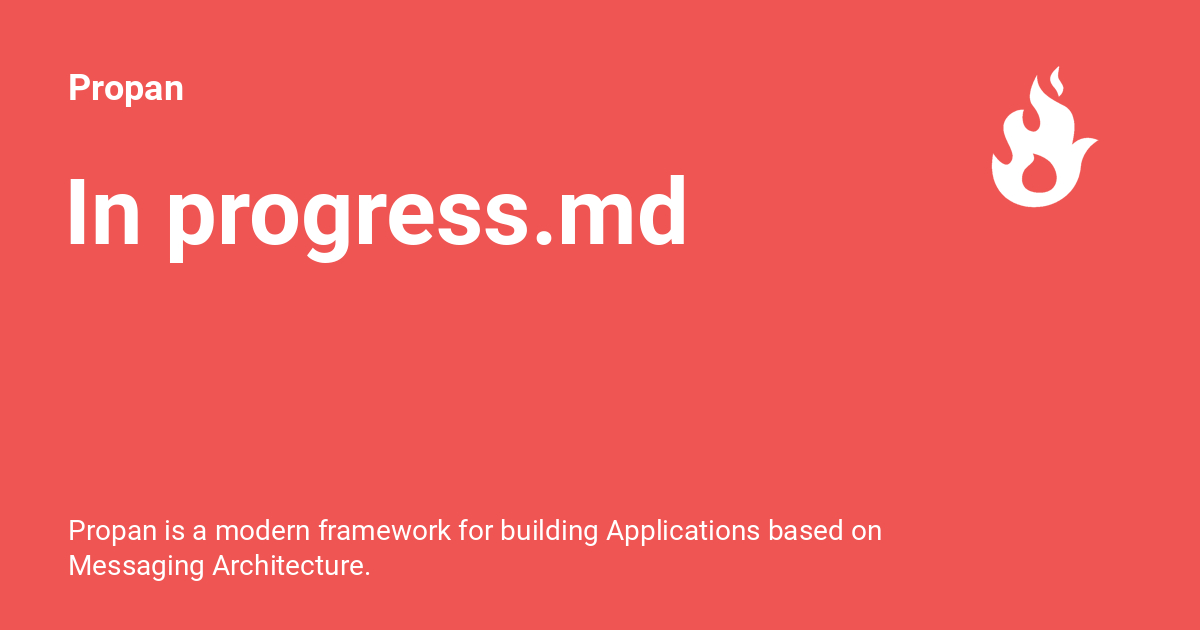 Propan
In progress.md
Propan is a modern framework for building Applications based on
Messaging Architecture.